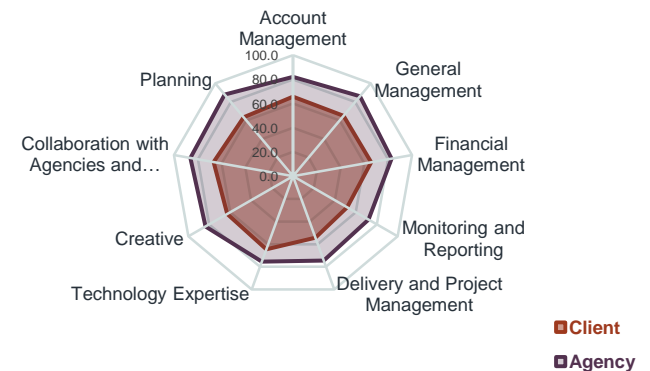 Account
Management
100.0
80.0
60.0
40.0
20.0
0.0
General
Management
Financial
Management
Monitoring and
Reporting
Delivery and Project
Management
Technology Expertise
Creative
Collaboration with
Agencies and…
Planning
Client
Agency